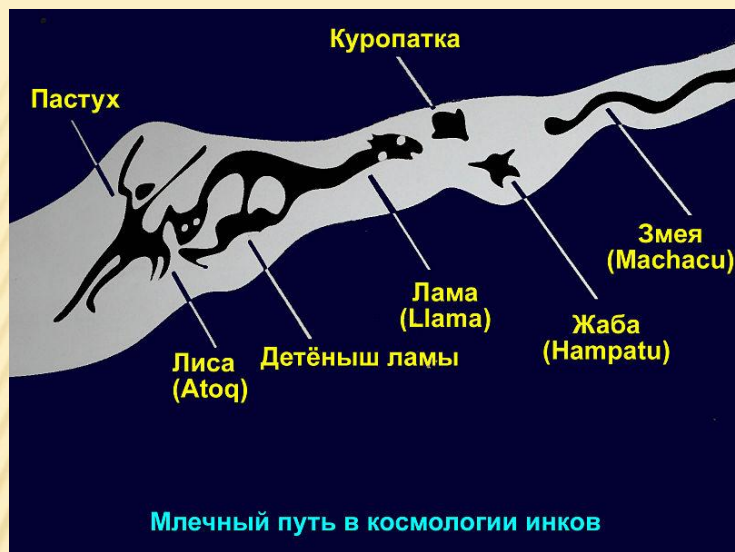 Куропатка
Пастух
Змея
(Machacu)
Лама
(Llama)
Жаба
(Hampatu)
Лиса
(Atoq)
Детёныш ламы
Млечный путь в космологии инков